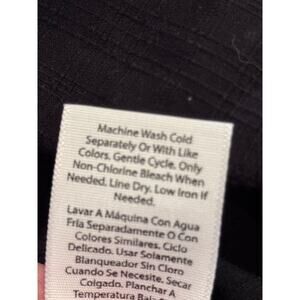 Machine Wash Cold
Separately Or With Like
Colors. Gentle Cycle. Only
Non-Chlorine Bleach When
Needed. Line Dry. Low Iron If
Needed.
Lavar A Máquina Con Agua
Fría Separadamente O Con
Colores Similares. Ciclo
Delicado. Usar Solamente
Blanqueador Sin Cloro
Cuando Se Necesite. Secar
Colgado. Planchar A
Temperatura Baja